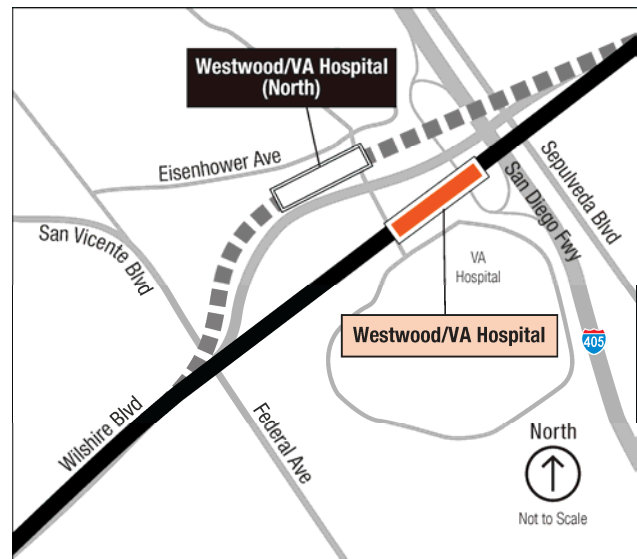 Westwood/VA Hospital
(North)
Eisenhower Ave
San Vicente Blvd
Sepulveda Blvd
San Diego Fwy
VA
Hospital
Westwood/VA Hospital
405
Wilshire Blvd
Federal Ave
North
Not to Scale